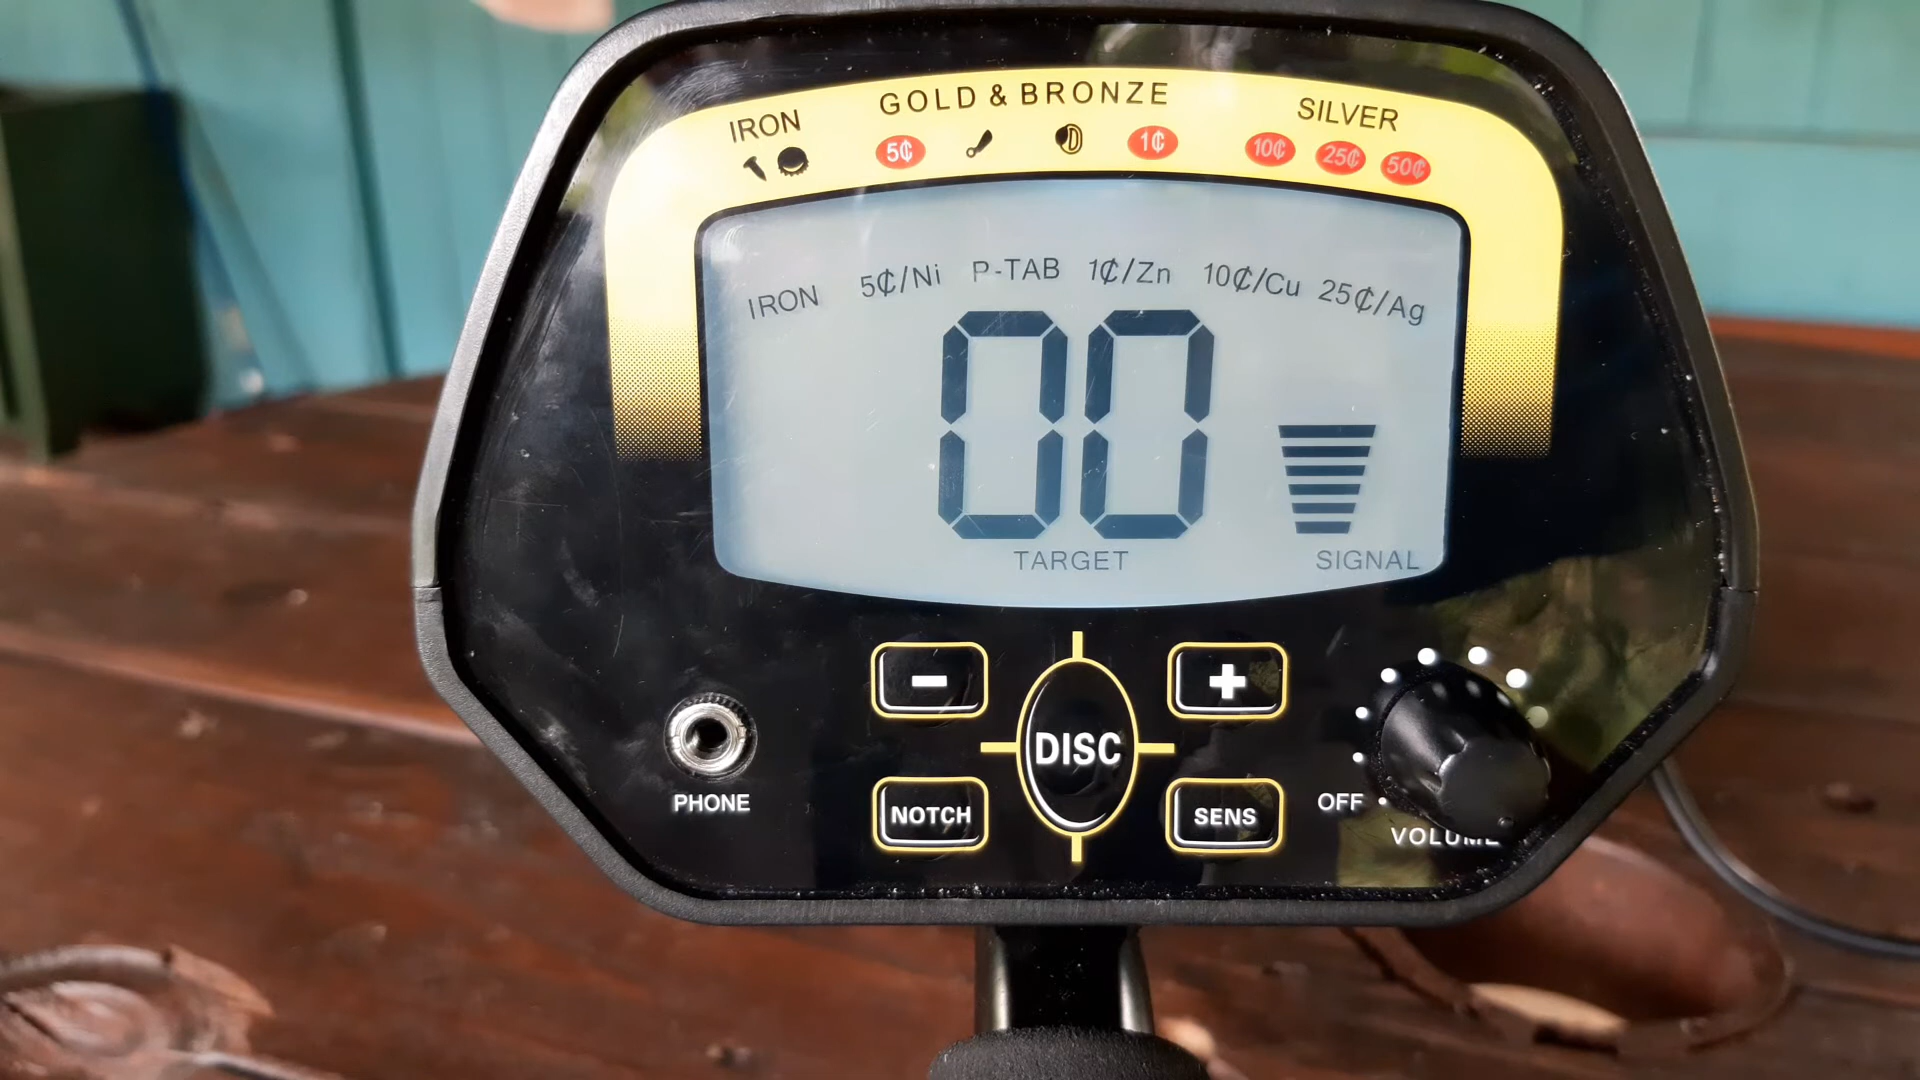 GOLD & BRONZE
IRON
SILVER
5¢
D
1¢
10¢
25¢
50¢
IRON
5¢/Ni
P-TAB
1¢/Zn
10¢/Cu
25¢/Ag
00
TARGET
SIGNAL
-
+
DISC
PHONE
NOTCH
SENS
OFF
VOLUME